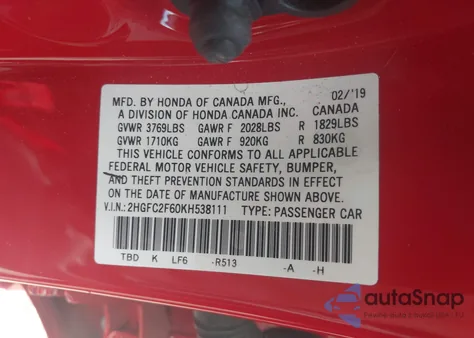 MFD. BY HONDA OF CANADA MFG., 02/'19
A DIVISION OF HONDA CANADA INC. CANADA
GVWR 3769LBS GAWR F 2028LBS R 1829LBS
GVWR 1710KG GAWR F 920KG R 830KG
THIS VEHICLE CONFORMS TO ALL APPLICABLE
FEDERAL MOTOR VEHICLE SAFETY, BUMPER,
AND THEFT PREVENTION STANDARDS IN EFFECT
ON THE DATE OF MANUFACTURE SHOWN ABOVE.
V.I.N.: 2HGFC2F60KH538111 TYPE: PASSENGER CAR
TBD K LF6 -R513 -A -H
autoSnap